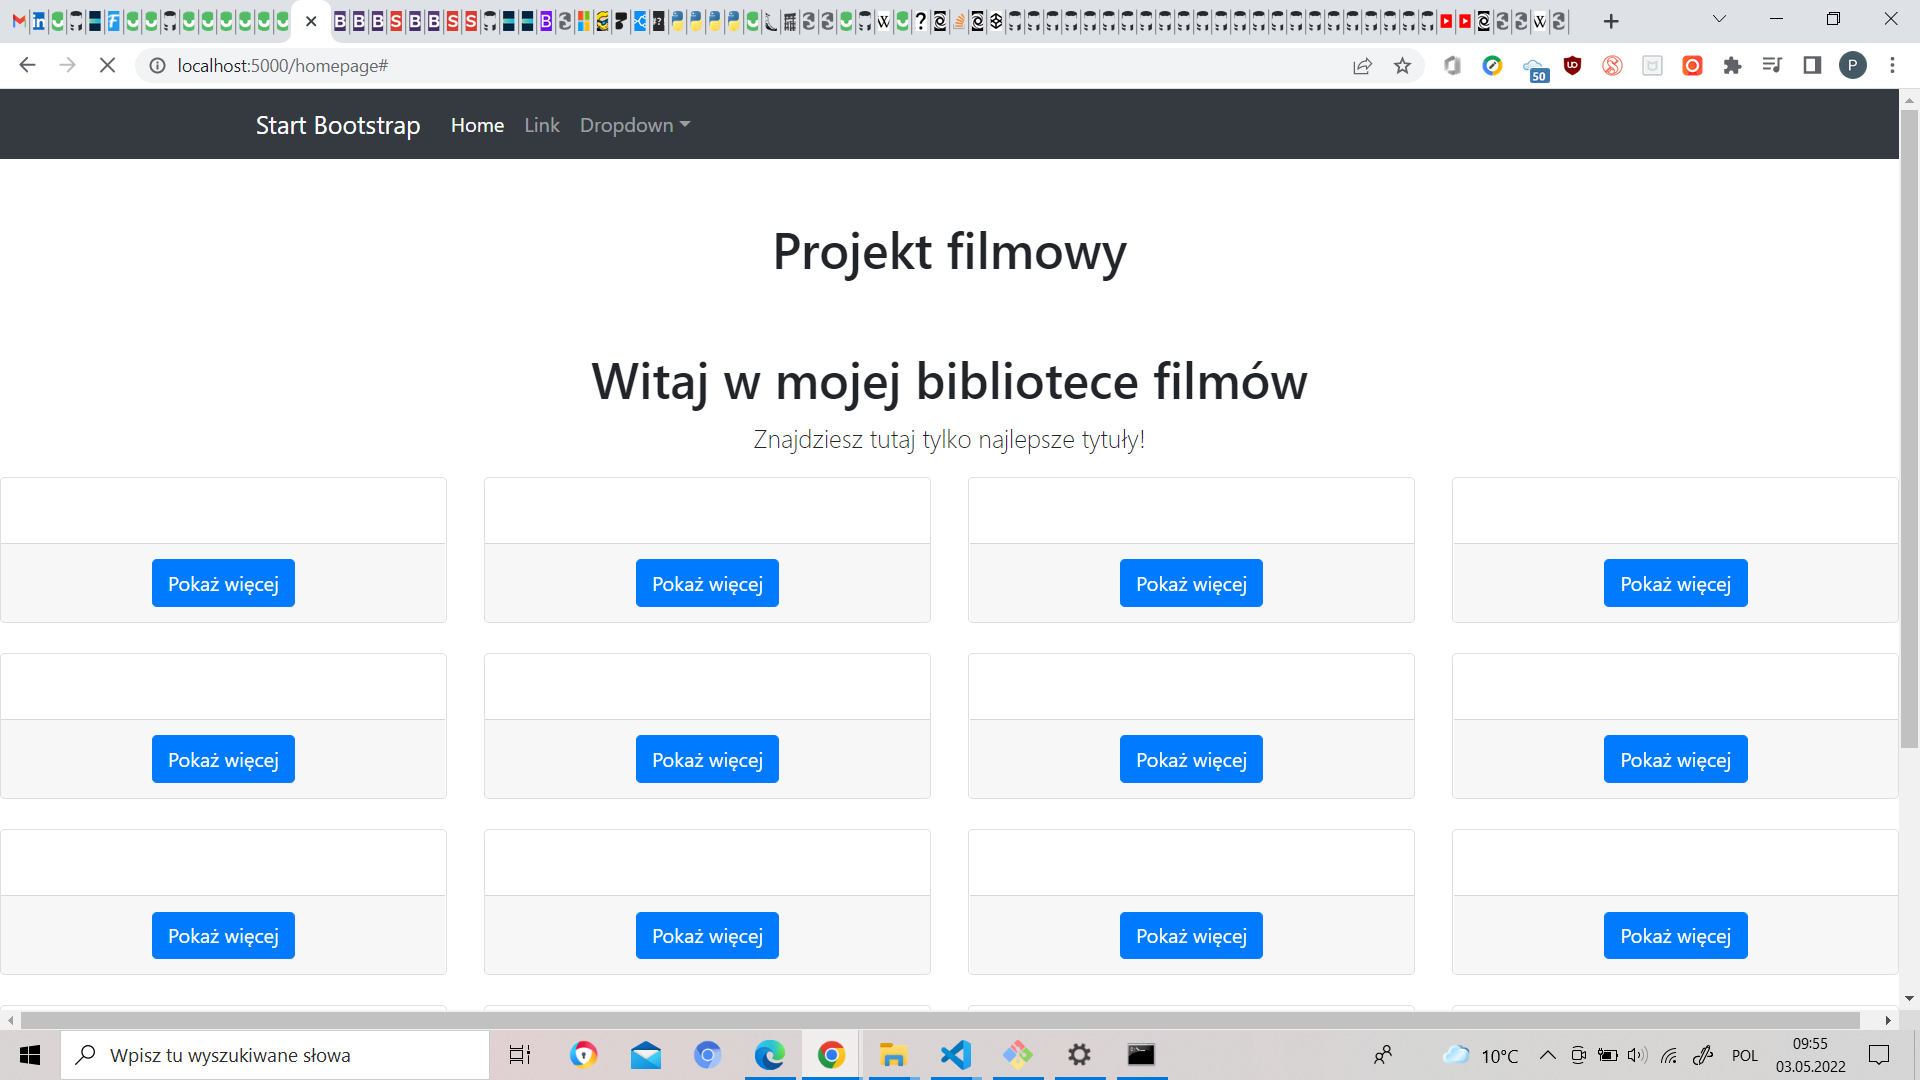 localhost:5000/homepage#
50
P
Start Bootstrap Home Link Dropdown
Projekt filmowy
Witaj w mojej bibliotece filmów
Znajdziesz tutaj tylko najlepsze tytuły!
Pokaż więcej Pokaż więcej Pokaż więcej Pokaż więcej
Pokaż więcej Pokaż więcej Pokaż więcej Pokaż więcej
Pokaż więcej Pokaż więcej Pokaż więcej Pokaż więcej
Wpisz tu wyszukiwane słowa
10°C
POL
09:55
03.05.2022